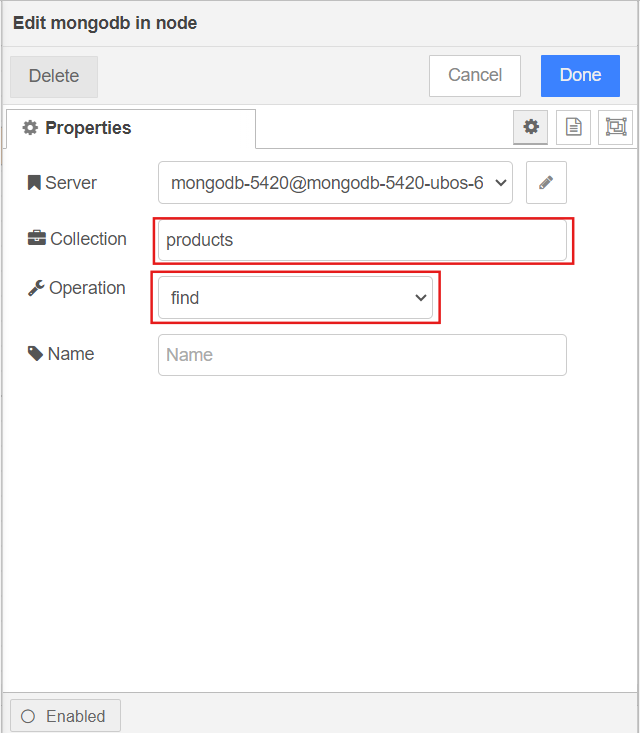 Edit mongodb in node
Delete
Cancel
Done
Properties
Server
mongodb-5420@mongodb-5420-ubos-6
Collection
products
Operation
find
Name
Name
Enabled